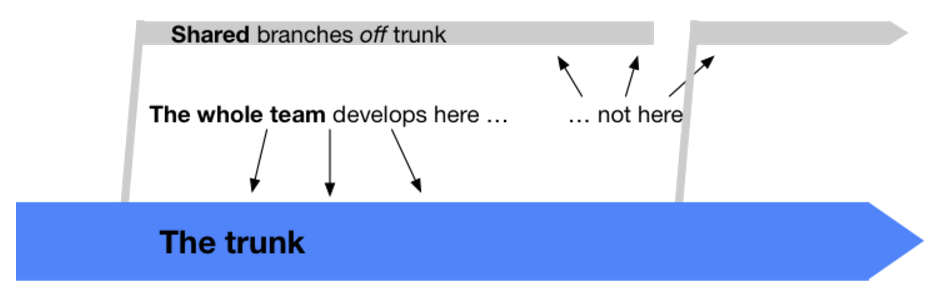 Shared branches off trunk
The whole team develops here …
… not here
The trunk